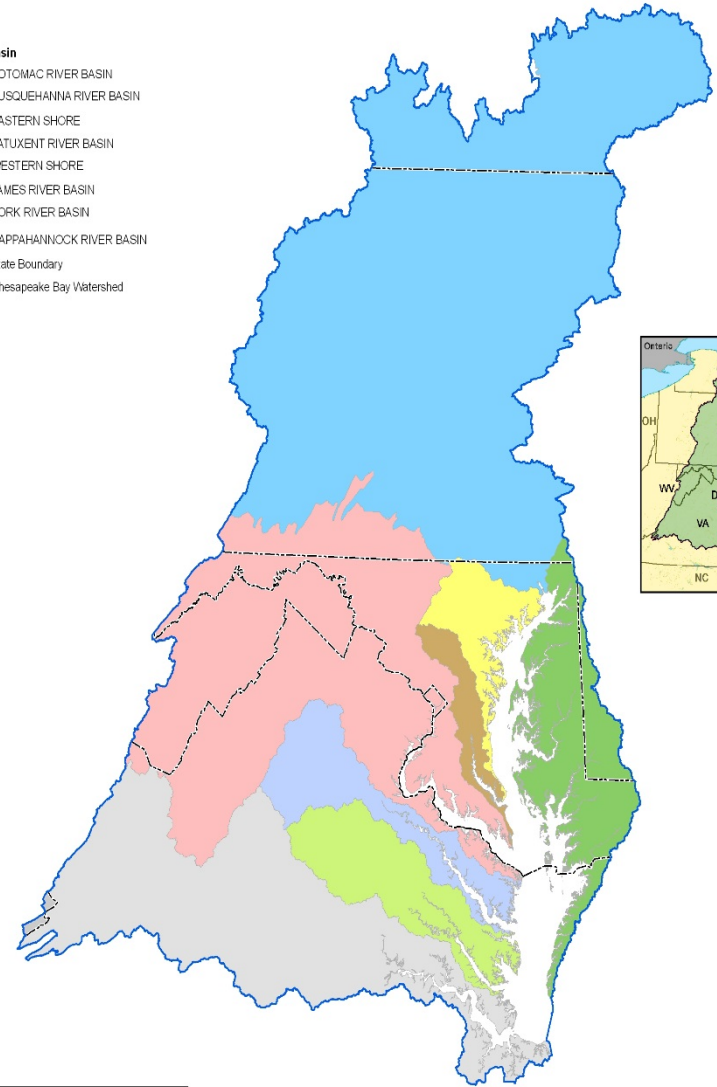 asin
OTOMAC RIVER BASIN
USQUEHANNA RIVER BASIN
ASTERN SHORE
ATUXENT RIVER BASIN
ESTERN SHORE
AMES RIVER BASIN
ORK RIVER BASIN
APPAHANNOCK RIVER BASIN
ate Boundary
hesapeake Bay Watershed
Ontario
OH
WV
D
VA
NC